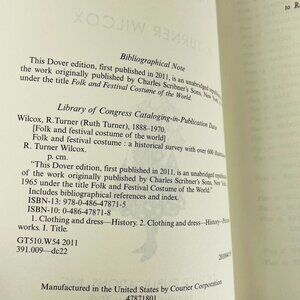 TURNER WILCOX
Bibliographical Note
This Dover edition, first published in 2011, is an unabridged republication
of the work originally published by Charles Scribner's Sons, New York,
under the title Folk and Festival Costume of the World.
Library of Congress Cataloging-in-Publication Data
Wilcox, R. Turner (Ruth Turner), 1888–1970.
[Folk and festival costume of the world]
Folk and festival costume : a historical survey with over 600
R. Turner Wilcox
p. cm.
"This Dover edition, first published in 2011, is an unabridged
of the work originally published by Charles Scribner's Sons, New York,
1965 under the title Folk and Festival Costume of the World."
Includes bibliographical references and index.
ISBN-13: 978-0-486-47871-5
ISBN-10: 0-486-47871-8
1. Clothing and dress—History. 2. Clothing and dress—
works. I. Title.
GT510.W54 2011
391.009—dc22
Manufactured in the United States by Courier Corporation
47871801
to